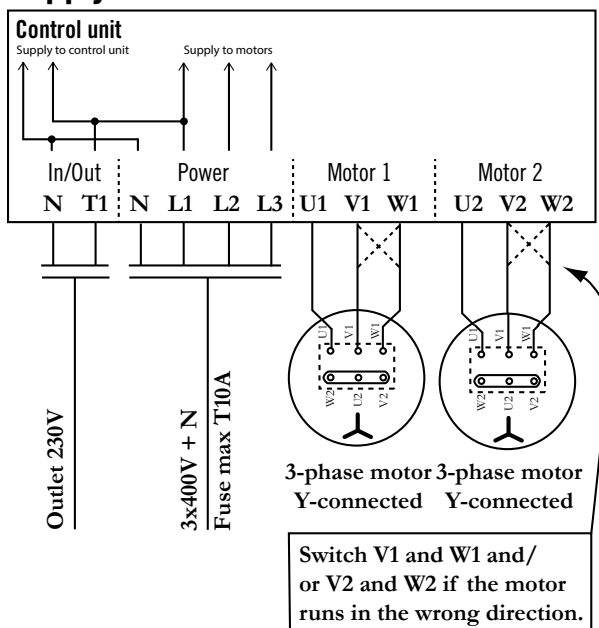 Control unit
Supply to control unit
Supply to motors
In/Out
Power
Motor 1
Motor 2
N T1 N L1 L2 L3 U1 V1 W1 U2 V2 W2
Outlet 230V
3x400V + N
Fuse max T10A
U1 V1 W1
W2 U2 V2
U1 V1 W1
W2 U2 V2
3-phase motor
Y-connected
3-phase motor
Y-connected
Switch V1 and W1 and/
or V2 and W2 if the motor
runs in the wrong direction.